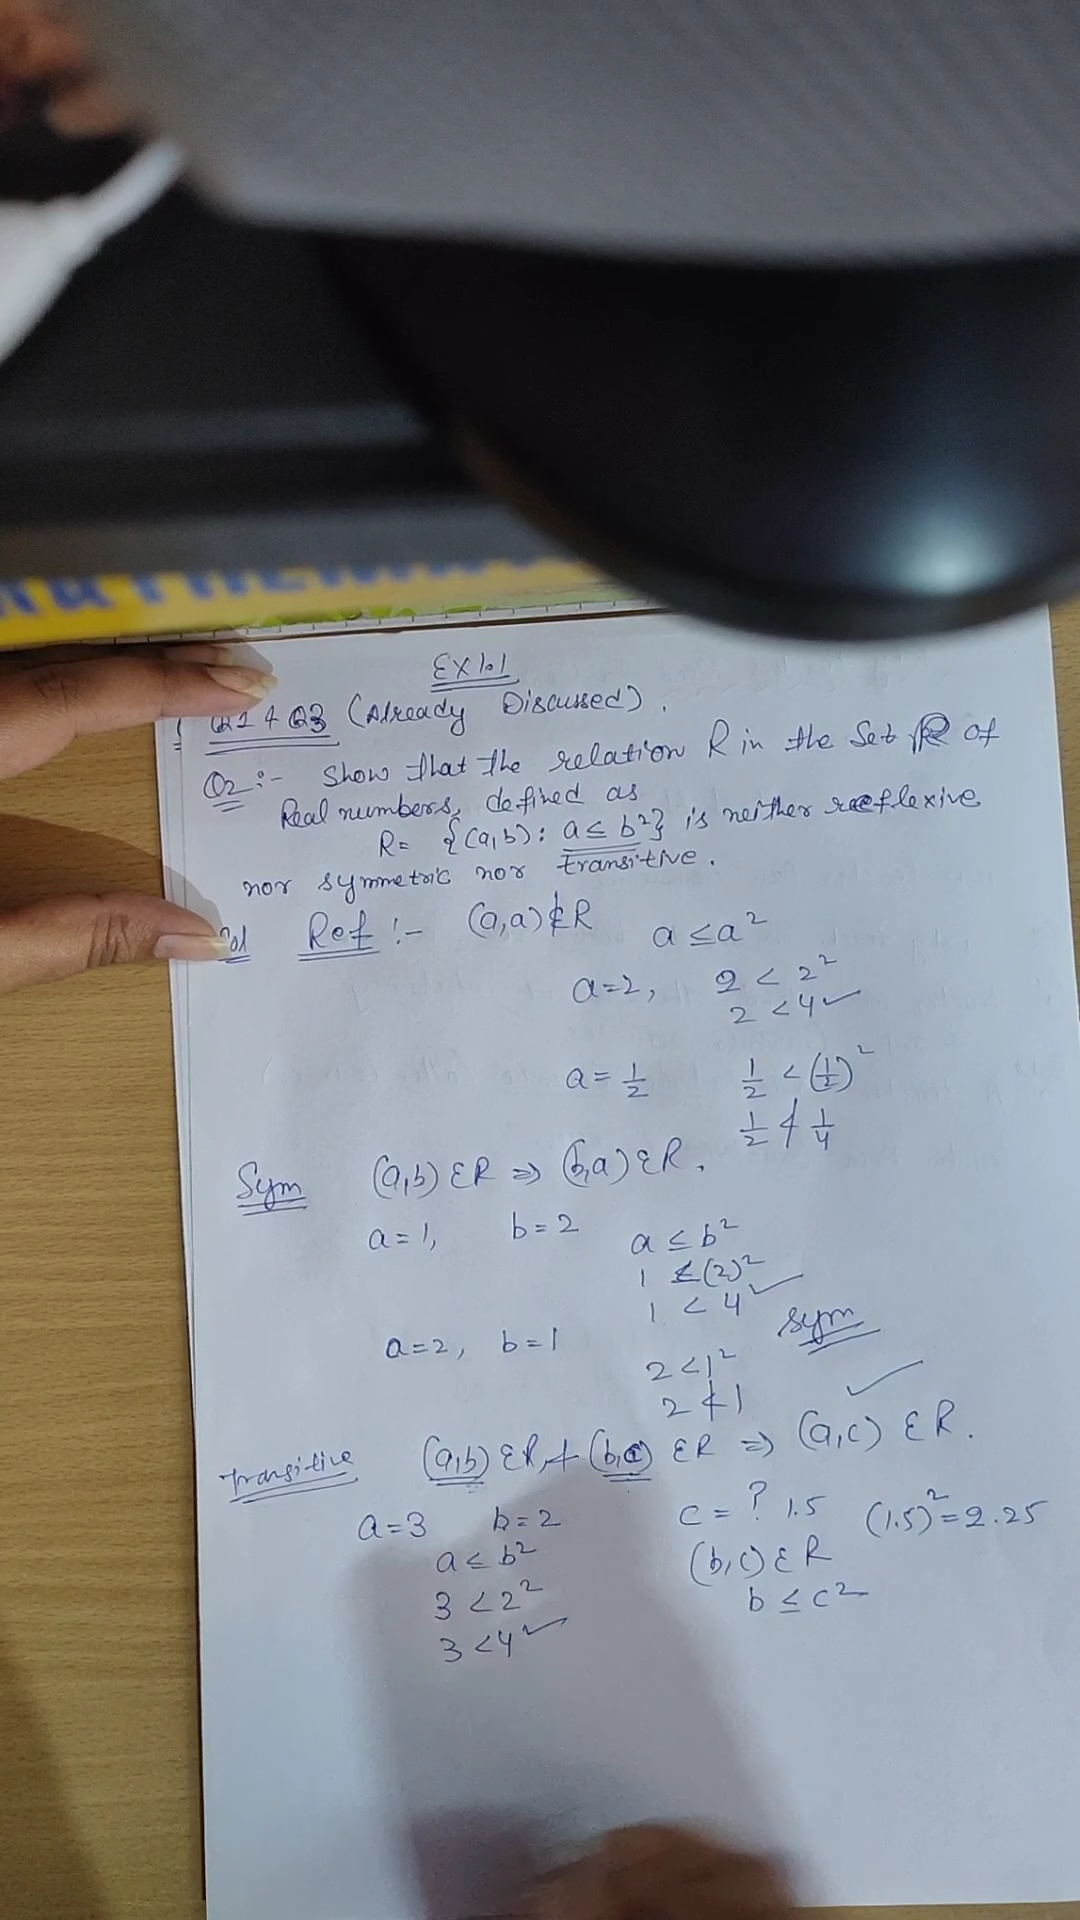 Ex 1.1
Q1 & Q3 (Already Discussed).
Q2:- Show that the relation R in the Set R of
Real numbers, defined as
R= {(a,b): a ≤ b²} is neither reflexive
nor symmetric nor transitive.
Sol Ref :- (a,a) ∉ R a ≤ a²
a=2, 2 < 2²
2 < 4 ✓
a = 1/2 1/2 < (1/2)²
1/2 ≮ 1/4
Sym (a,b) ∈ R ⇒ (b,a) ∈ R.
a = 1, b = 2 a ≤ b²
1 ≤ (2)²
1 < 4 ✓
a=2, b=1 Sym
2 < 1²
2 ≮ 1 ✓
Transitive (a,b) ∈ R, & (b,c) ∈ R ⇒ (a,c) ∈ R.
a=3 b=2 c = ? 1.5 (1.5)² = 2.25
a ≤ b² (b,c) ∈ R
3 < 2² b ≤ c²
3 < 4 ✓